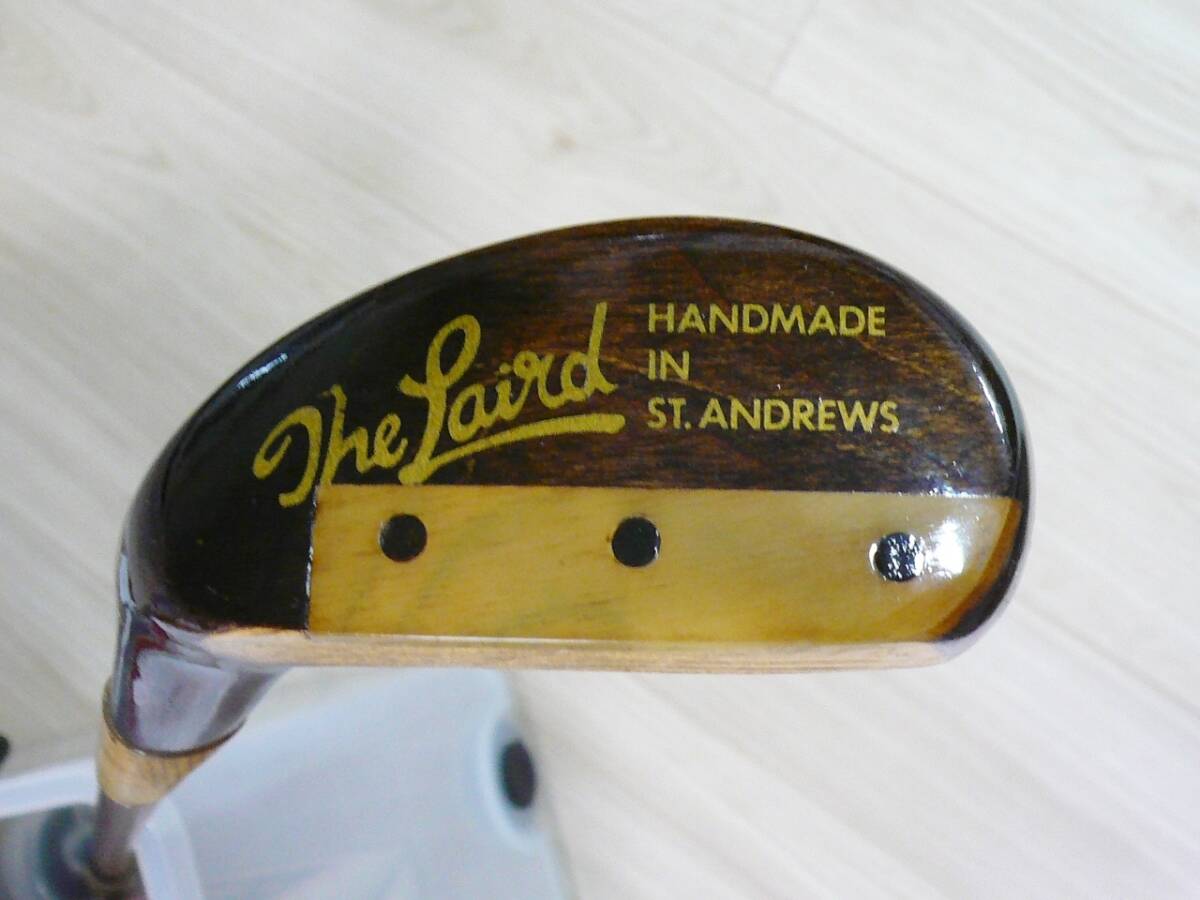 The Laird
HANDMADE
IN
ST. ANDREWS